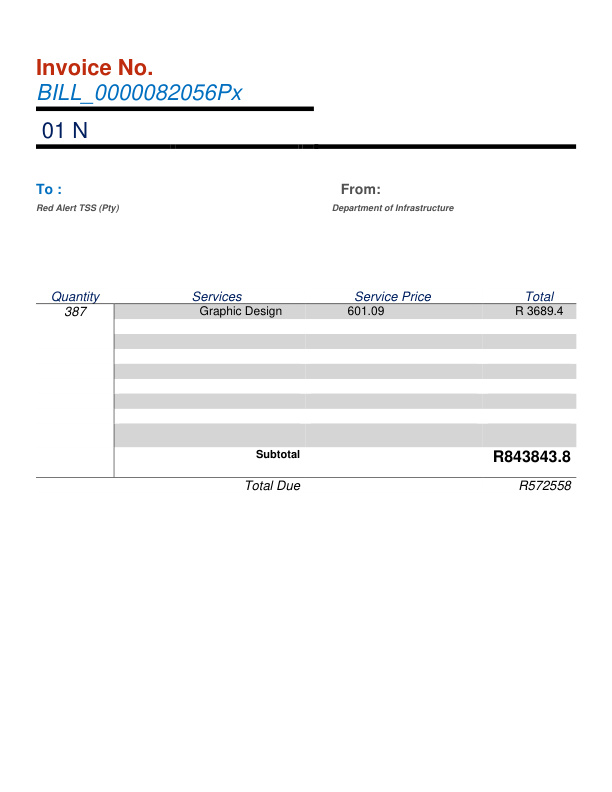 Invoice No.
BILL_0000082056Px
01 N
To : From:
Red Alert TSS (Pty) Department of Infrastructure
Quantity Services Service Price Total
387 Graphic Design 601.09 R 3689.4
Subtotal R843843.8
Total Due R572558